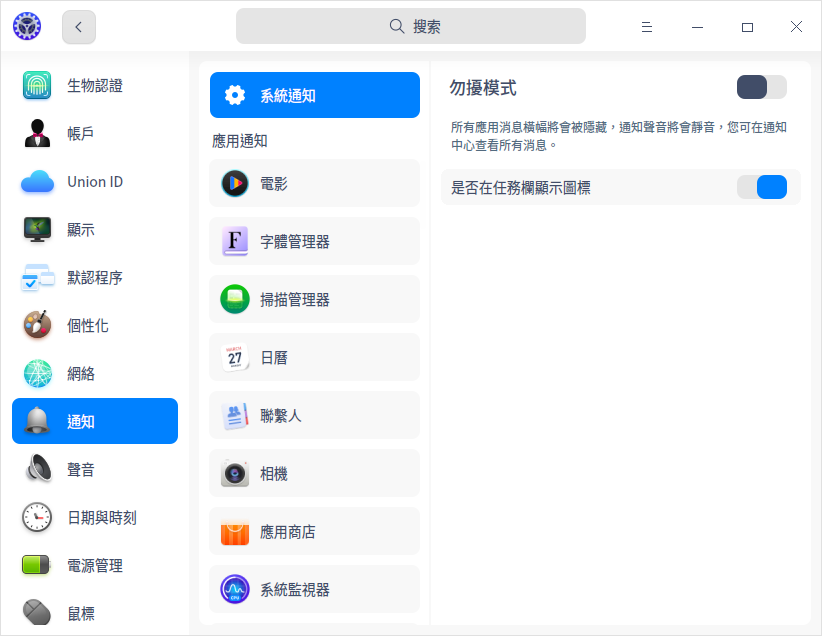 搜索
生物認證
帳戶
Union ID
顯示
默認程序
個性化
網絡
通知
聲音
日期與時刻
電源管理
鼠標
系統通知
應用通知
電影
字體管理器
掃描管理器
日曆
聯繫人
相機
應用商店
系統監視器
勿擾模式
所有應用消息橫幅將會被隱藏，通知聲音將會靜音，您可在通知
中心查看所有消息。
是否在任務欄顯示圖標
F
MARCH
27
CPU